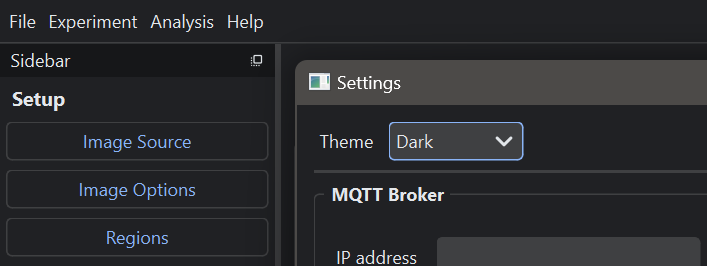 File Experiment Analysis Help
Sidebar
Setup
Image Source
Image Options
Regions
Settings
Theme Dark
MQTT Broker
IP address